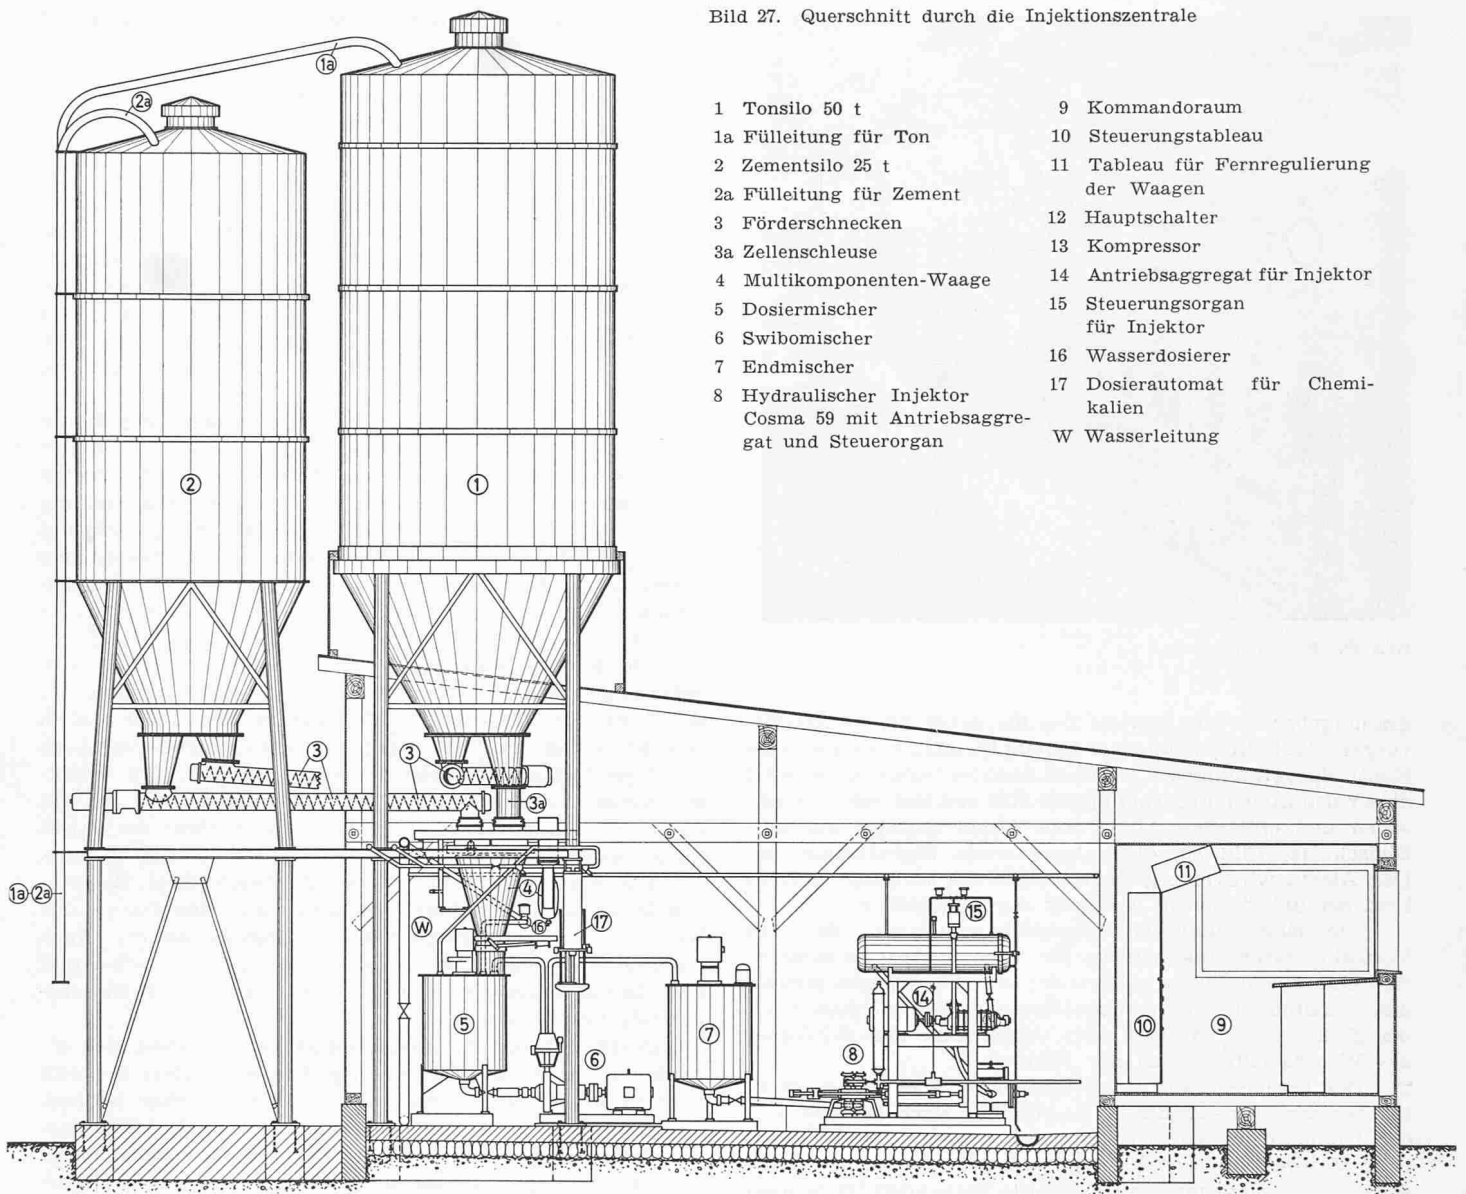 Bild 27. Querschnitt durch die Injektionszentrale
1 Tonsilo 50 t
1a Fülleitung für Ton
2 Zementsilo 25 t
2a Fülleitung für Zement
3 Förderschnecken
3a Zellenschleuse
4 Multikomponenten-Waage
5 Dosiermischer
6 Swibomischer
7 Endmischer
8 Hydraulischer Injektor
Cosma 59 mit Antriebsaggre-
gat und Steuerorgan
9 Kommandoraum
10 Steuerungstableau
11 Tableau für Fernregulierung
der Waagen
12 Hauptschalter
13 Kompressor
14 Antriebsaggregat für Injektor
15 Steuerungsorgan
für Injektor
16 Wasserdosierer
17 Dosierautomat für Chemi-
kalien
W Wasserleitung
1a
2a
2
1
3
3
3a
1a 2a
4
11
W
16
17
15
5
7
14
10
9
6
8